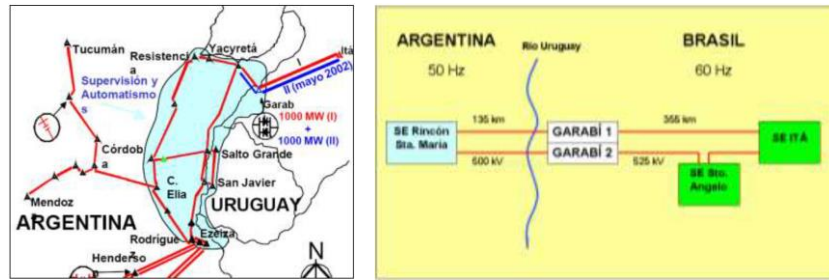 Tucumán
Resistenci
a
Yacyretá
Itá
I
II (mayo 2002)
Supervisión y
Automatismo
s
Garab
1000 MW (I)
+
1000 MW (II)
Córdob
a
Salto Grande
C.
Elia
San Javier
Mendoz
ARGENTINA
URUGUAY
Rodrigue
z
Ezeiza
Henderso
N
ARGENTINA
50 Hz
Río Uruguay
BRASIL
60 Hz
SE Rincón
Sta. María
135 km
500 kV
GARABÍ 1
GARABÍ 2
355 km
525 kV
SE ITÁ
SE Sto.
Angelo